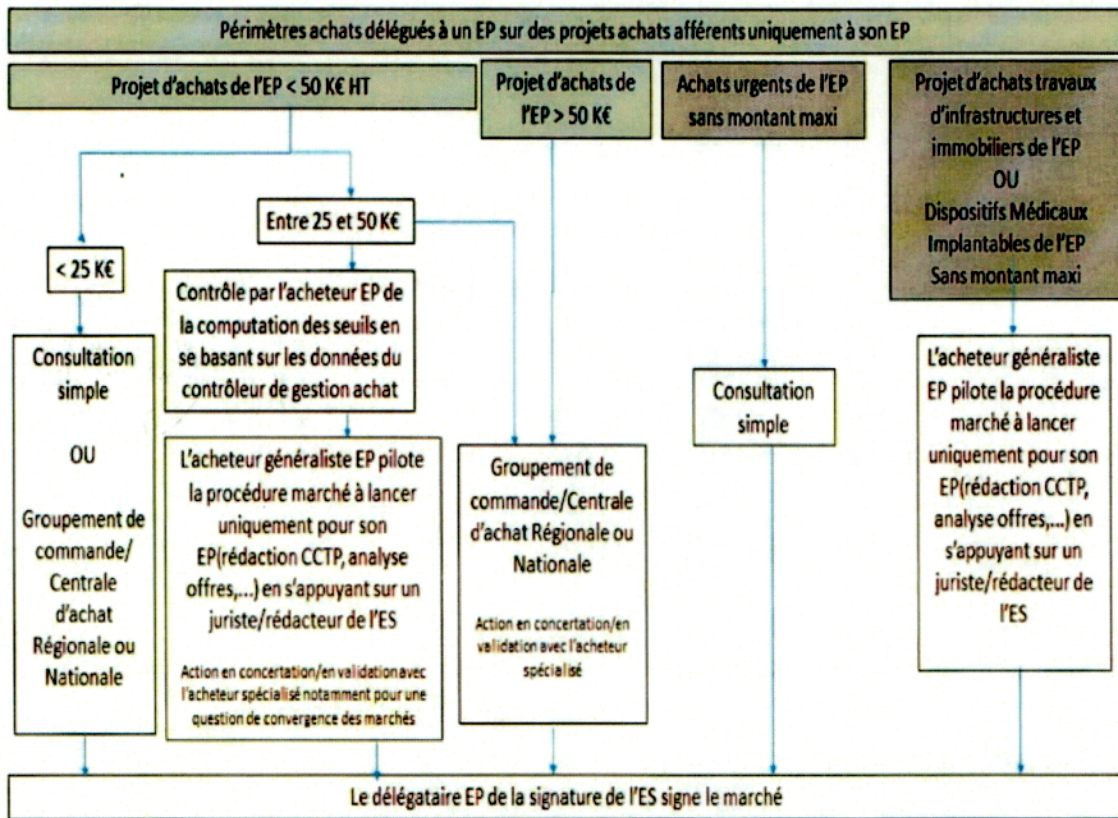 Périmètres achats délégués à un EP sur des projets achats afférents uniquement à son EP
Projet d'achats de l'EP < 50 K€ HT
Projet d'achats de
l'EP > 50 K€
Achats urgents de l'EP
sans montant maxi
Projet d'achats travaux
d'infrastructures et
immobiliers de l'EP
OU
Dispositifs Médicaux
Implantables de l'EP
Sans montant maxi
< 25 K€
Entre 25 et 50 K€
Consultation
simple
OU
Groupement de
commande/
Centrale
d'achat
Régionale ou
Nationale
Contrôle par l'acheteur EP de
la computation des seuils en
se basant sur les données du
contrôleur de gestion achat
L'acheteur généraliste EP pilote
la procédure marché à lancer
uniquement pour son
EP(rédaction CCTP, analyse
offres,...) en s'appuyant sur un
juriste/rédacteur de l'ES
Action en concertation/en validation avec
l'acheteur spécialisé notamment pour une
question de convergence des marchés
Groupement de
commande/Centrale
d'achat Régionale ou
Nationale
Action en concertation/en
validation avec l'acheteur
spécialisé
Consultation
simple
L'acheteur généraliste
EP pilote la procédure
marché à lancer
uniquement pour son
EP(rédaction CCTP,
analyse offres,...) en
s'appuyant sur un
juriste/rédacteur de
l'ES
Le délégataire EP de la signature de l'ES signe le marché